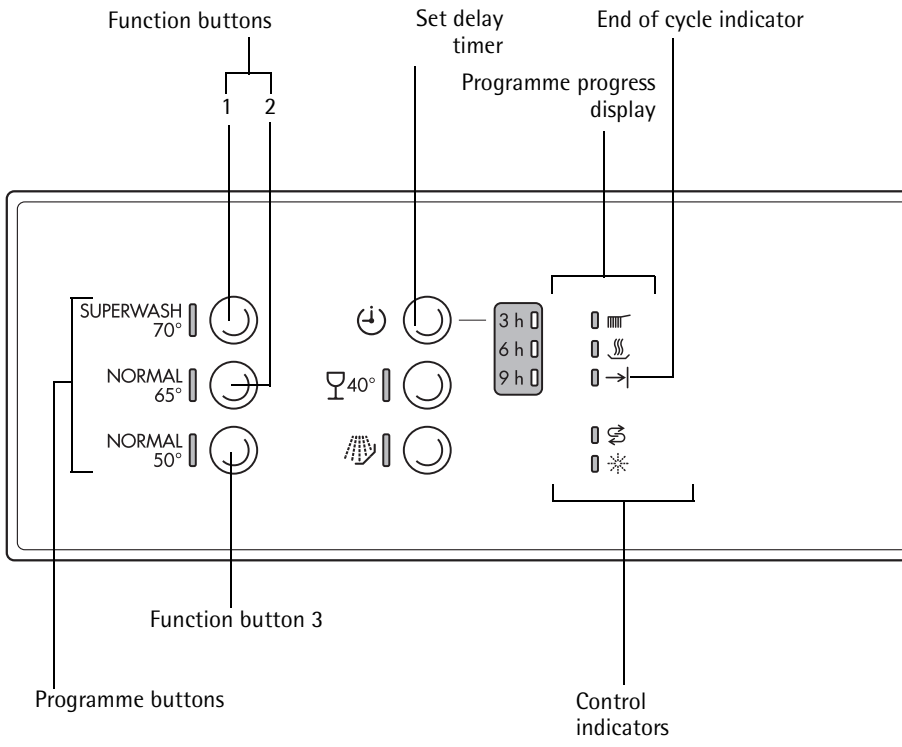 Function buttons
Set delay
timer
End of cycle indicator
Programme progress
display
1 2
SUPERWASH
70°
3 h
6 h
9 h
NORMAL
65°
40°
NORMAL
50°
Function button 3
Programme buttons
Control
indicators